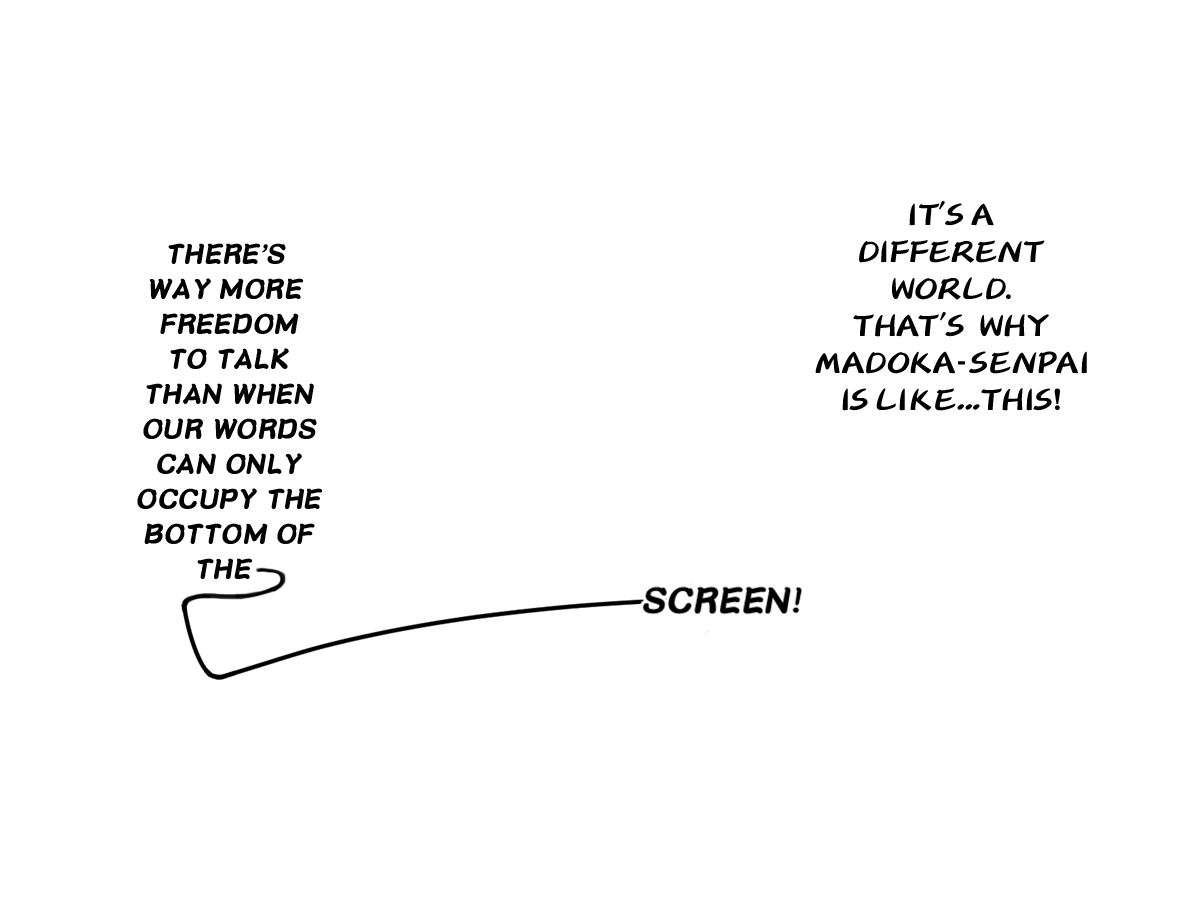 THERE'S
WAY MORE
FREEDOM
TO TALK
THAN WHEN
OUR WORDS
CAN ONLY
OCCUPY THE
BOTTOM OF
THE
SCREEN!
IT'S A
DIFFERENT
WORLD.
THAT'S WHY
MADOKA-SENPAI
IS LIKE...THIS!